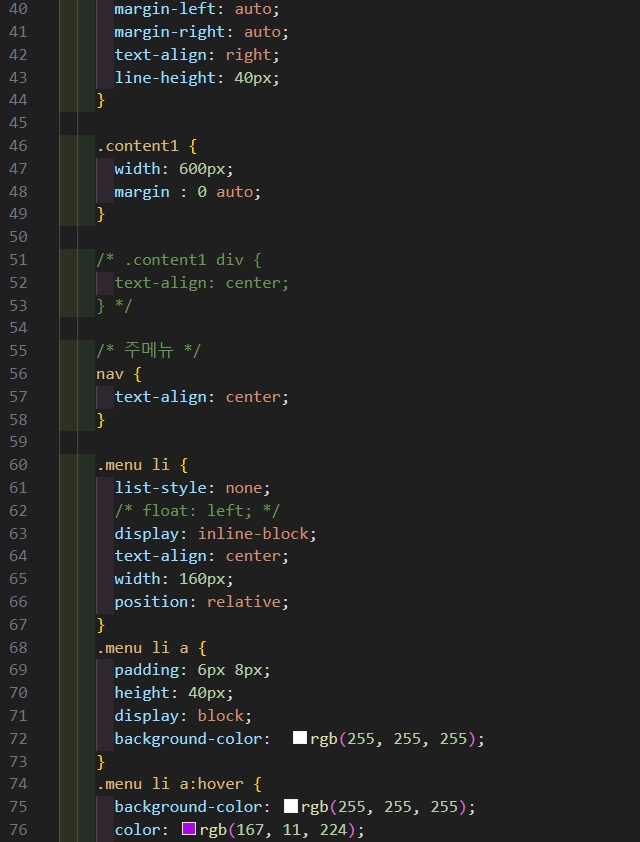 40 margin-left: auto;
41 margin-right: auto;
42 text-align: right;
43 line-height: 40px;
44 }
45
46 .content1 {
47 width: 600px;
48 margin : 0 auto;
49 }
50
51 /* .content1 div {
52 text-align: center;
53 } */
54
55 /* 주메뉴 */
56 nav {
57 text-align: center;
58 }
59
60 .menu li {
61 list-style: none;
62 /* float: left; */
63 display: inline-block;
64 text-align: center;
65 width: 160px;
66 position: relative;
67 }
68 .menu li a {
69 padding: 6px 8px;
70 height: 40px;
71 display: block;
72 background-color: rgb(255, 255, 255);
73 }
74 .menu li a:hover {
75 background-color: rgb(255, 255, 255);
76 color: rgb(167, 11, 224);